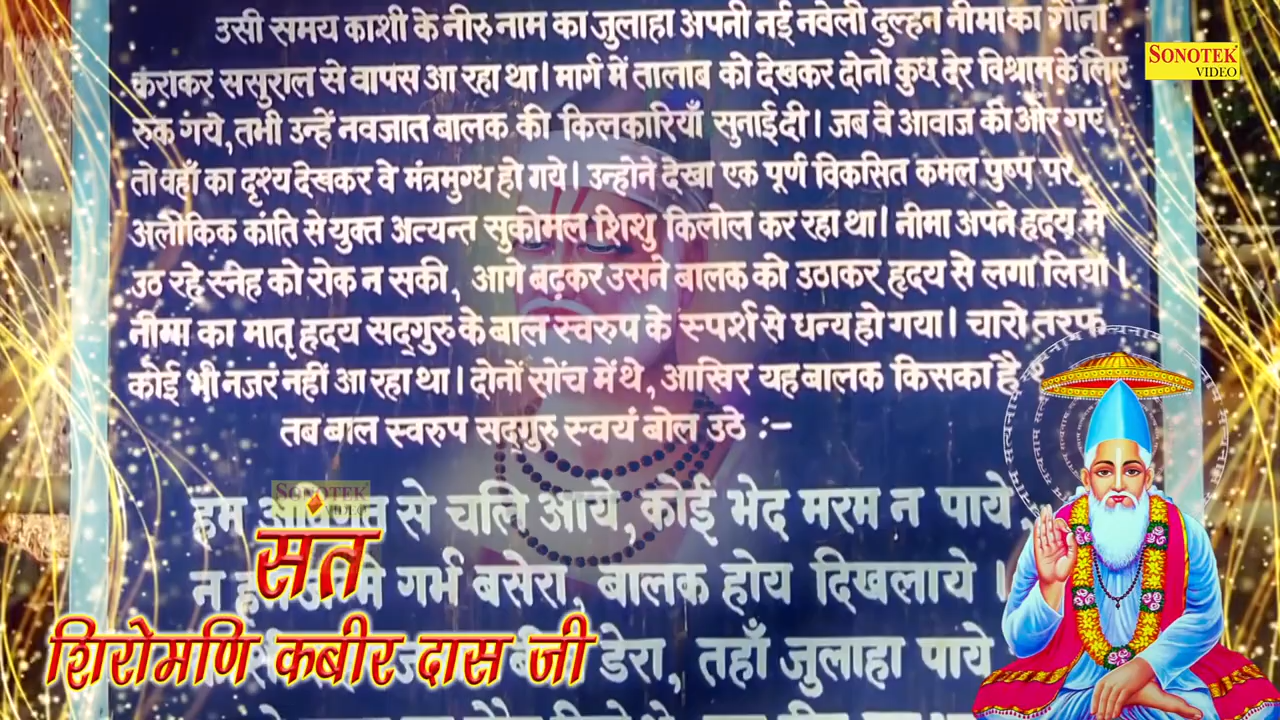 उसी समय काशी के नीरु नाम का जुलाहा अपनी नई नवेली दुल्हन नीमा का गौना
कराकर ससुराल से वापस आ रहा था। मार्ग में तालाब को देखकर दोनो कुछ देर विश्राम के लिए
रुक गये, तभी उन्हें नवजात बालक की किलकारियाँ सुनाई दी। जब वे आवाज की ओर गए,
तो वहाँ का दृश्य देखकर वे मंत्रमुग्ध हो गये। उन्होने देखा एक पूर्ण विकसित कमल पुष्प पर
अलौकिक कांति से युक्त अत्यन्त सुकोमल शिशु किलोल कर रहा था। नीमा अपने हृदय में
उठ रहे स्नेह को रोक न सकी, आगे बढ़कर उसने बालक को उठाकर हृदय से लगा लिया।
नीमा का मातृ हृदय सद्गुरु के बाल स्वरुप के स्पर्श से धन्य हो गया। चारो तरफ
कोई भी नजर नहीं आ रहा था। दोनों सोंच में थे, आखिर यह बालक किसका है
तब बाल स्वरुप सद्गुरु स्वयं बोल उठे :-
हम से चलि आये, कोई भेद मरम न पाये,
न गर्भ बसेरा, बालक होय दिखलाये ।
डेरा, तहाँ जुलाहा पाये
SONOTEK
VIDEO
SONOTEK
VIDEO
संत
शिरोमणि कबीर दास जी